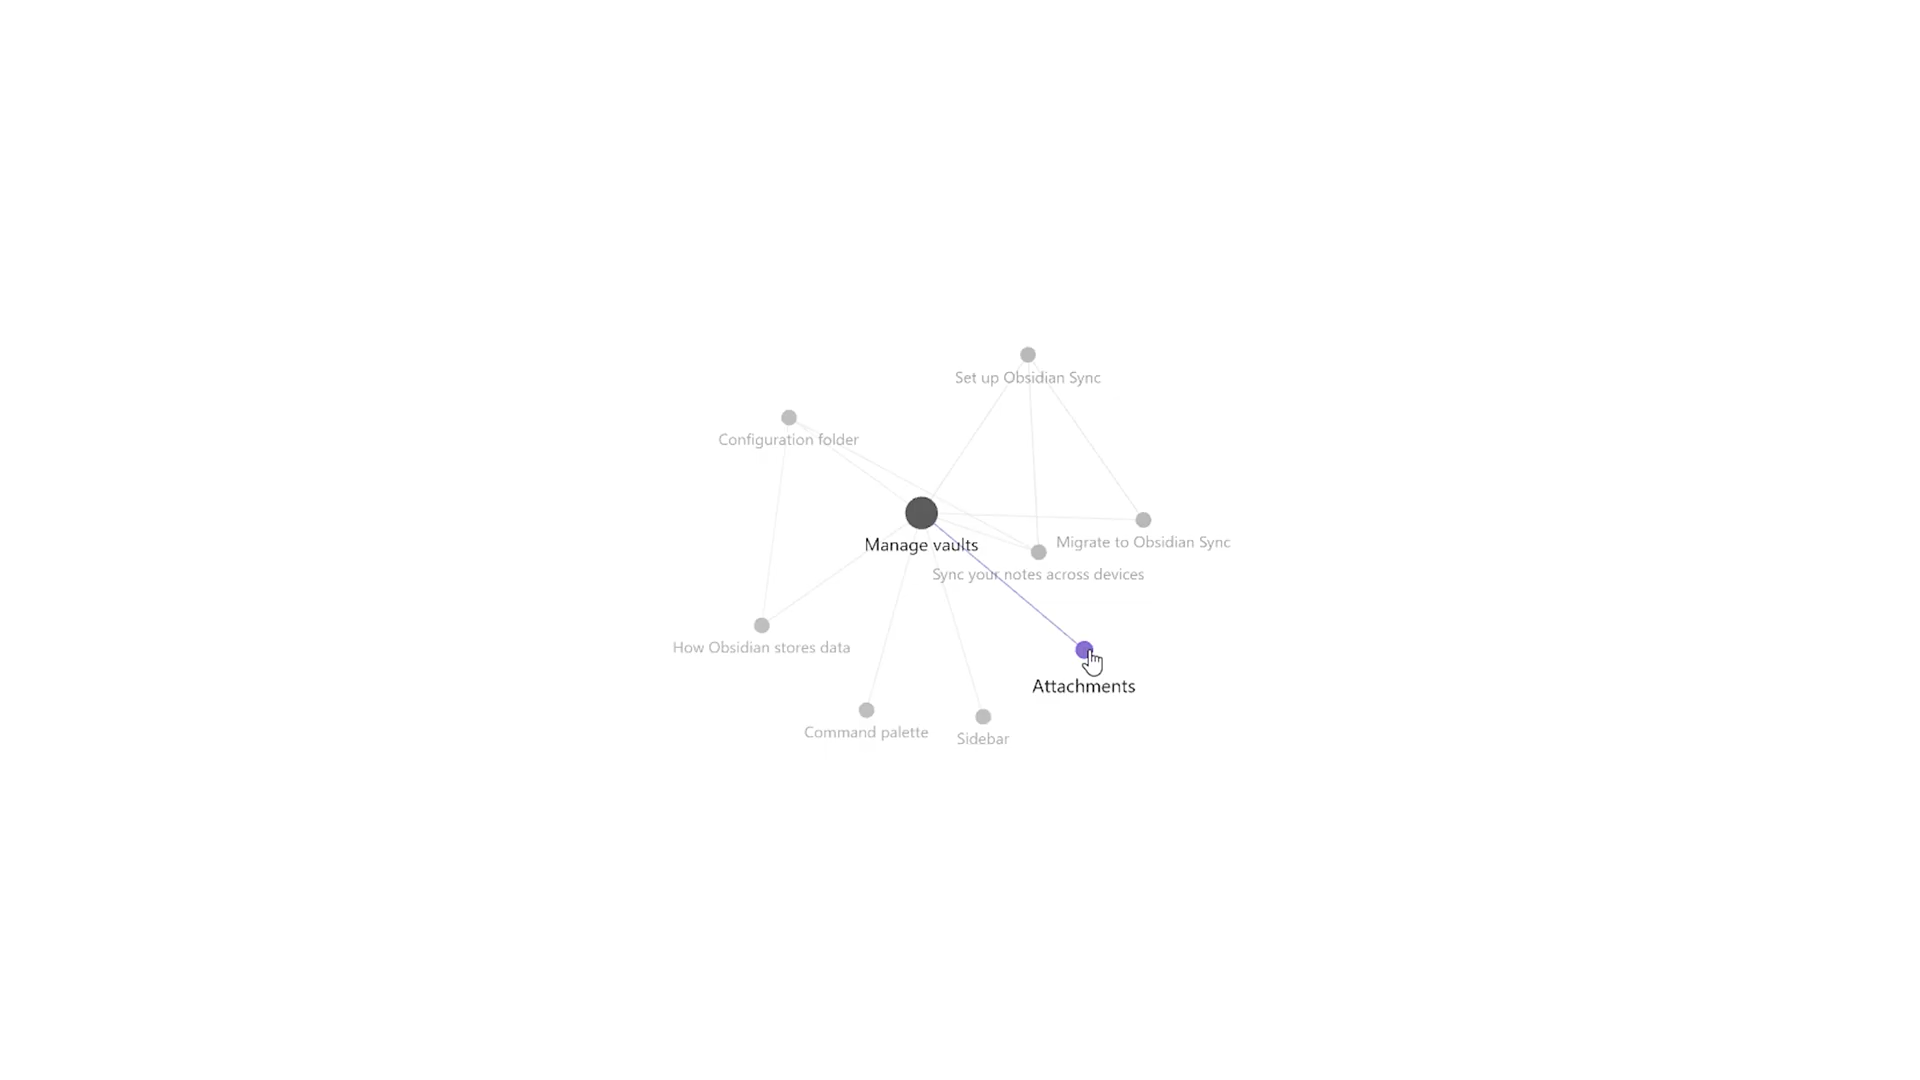 Set up Obsidian Sync
Configuration folder
Manage vaults
Migrate to Obsidian Sync
Sync your notes across devices
How Obsidian stores data
Attachments
Command palette
Sidebar